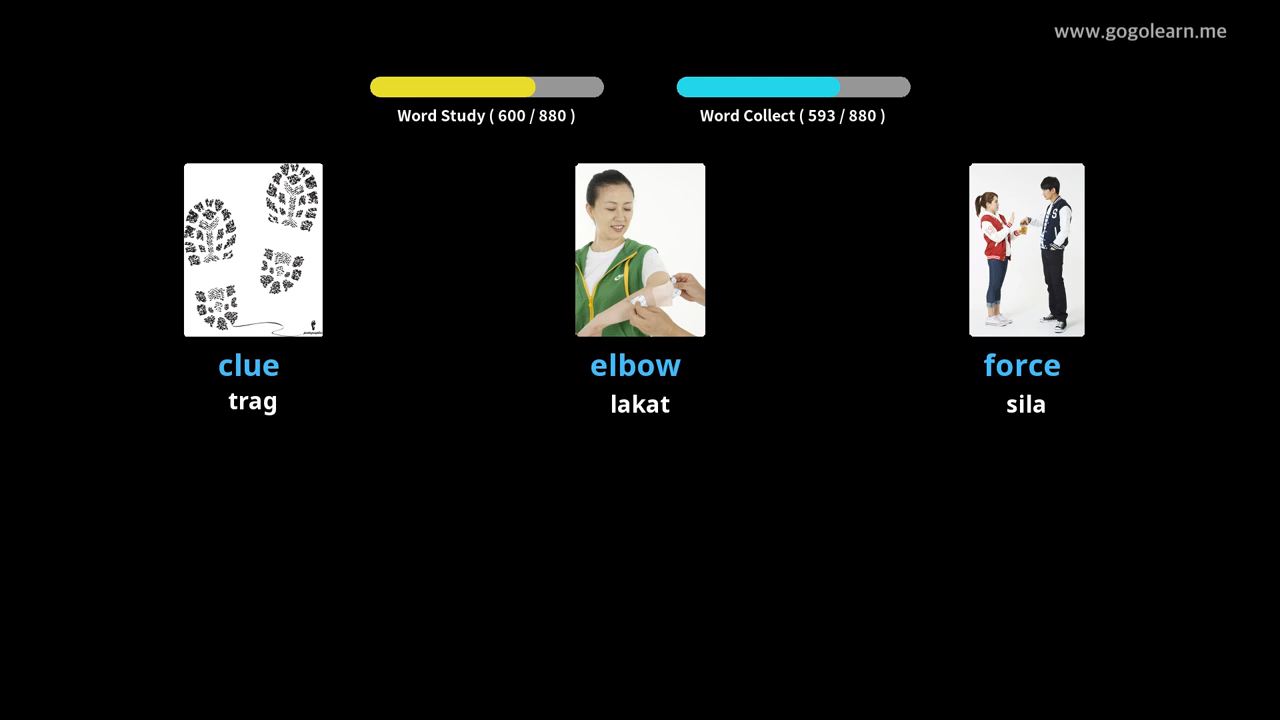 www.gogolearn.me
Word Study ( 600 / 880 )
Word Collect ( 593 / 880 )
S
clue
elbow
force
trag
lakat
sila